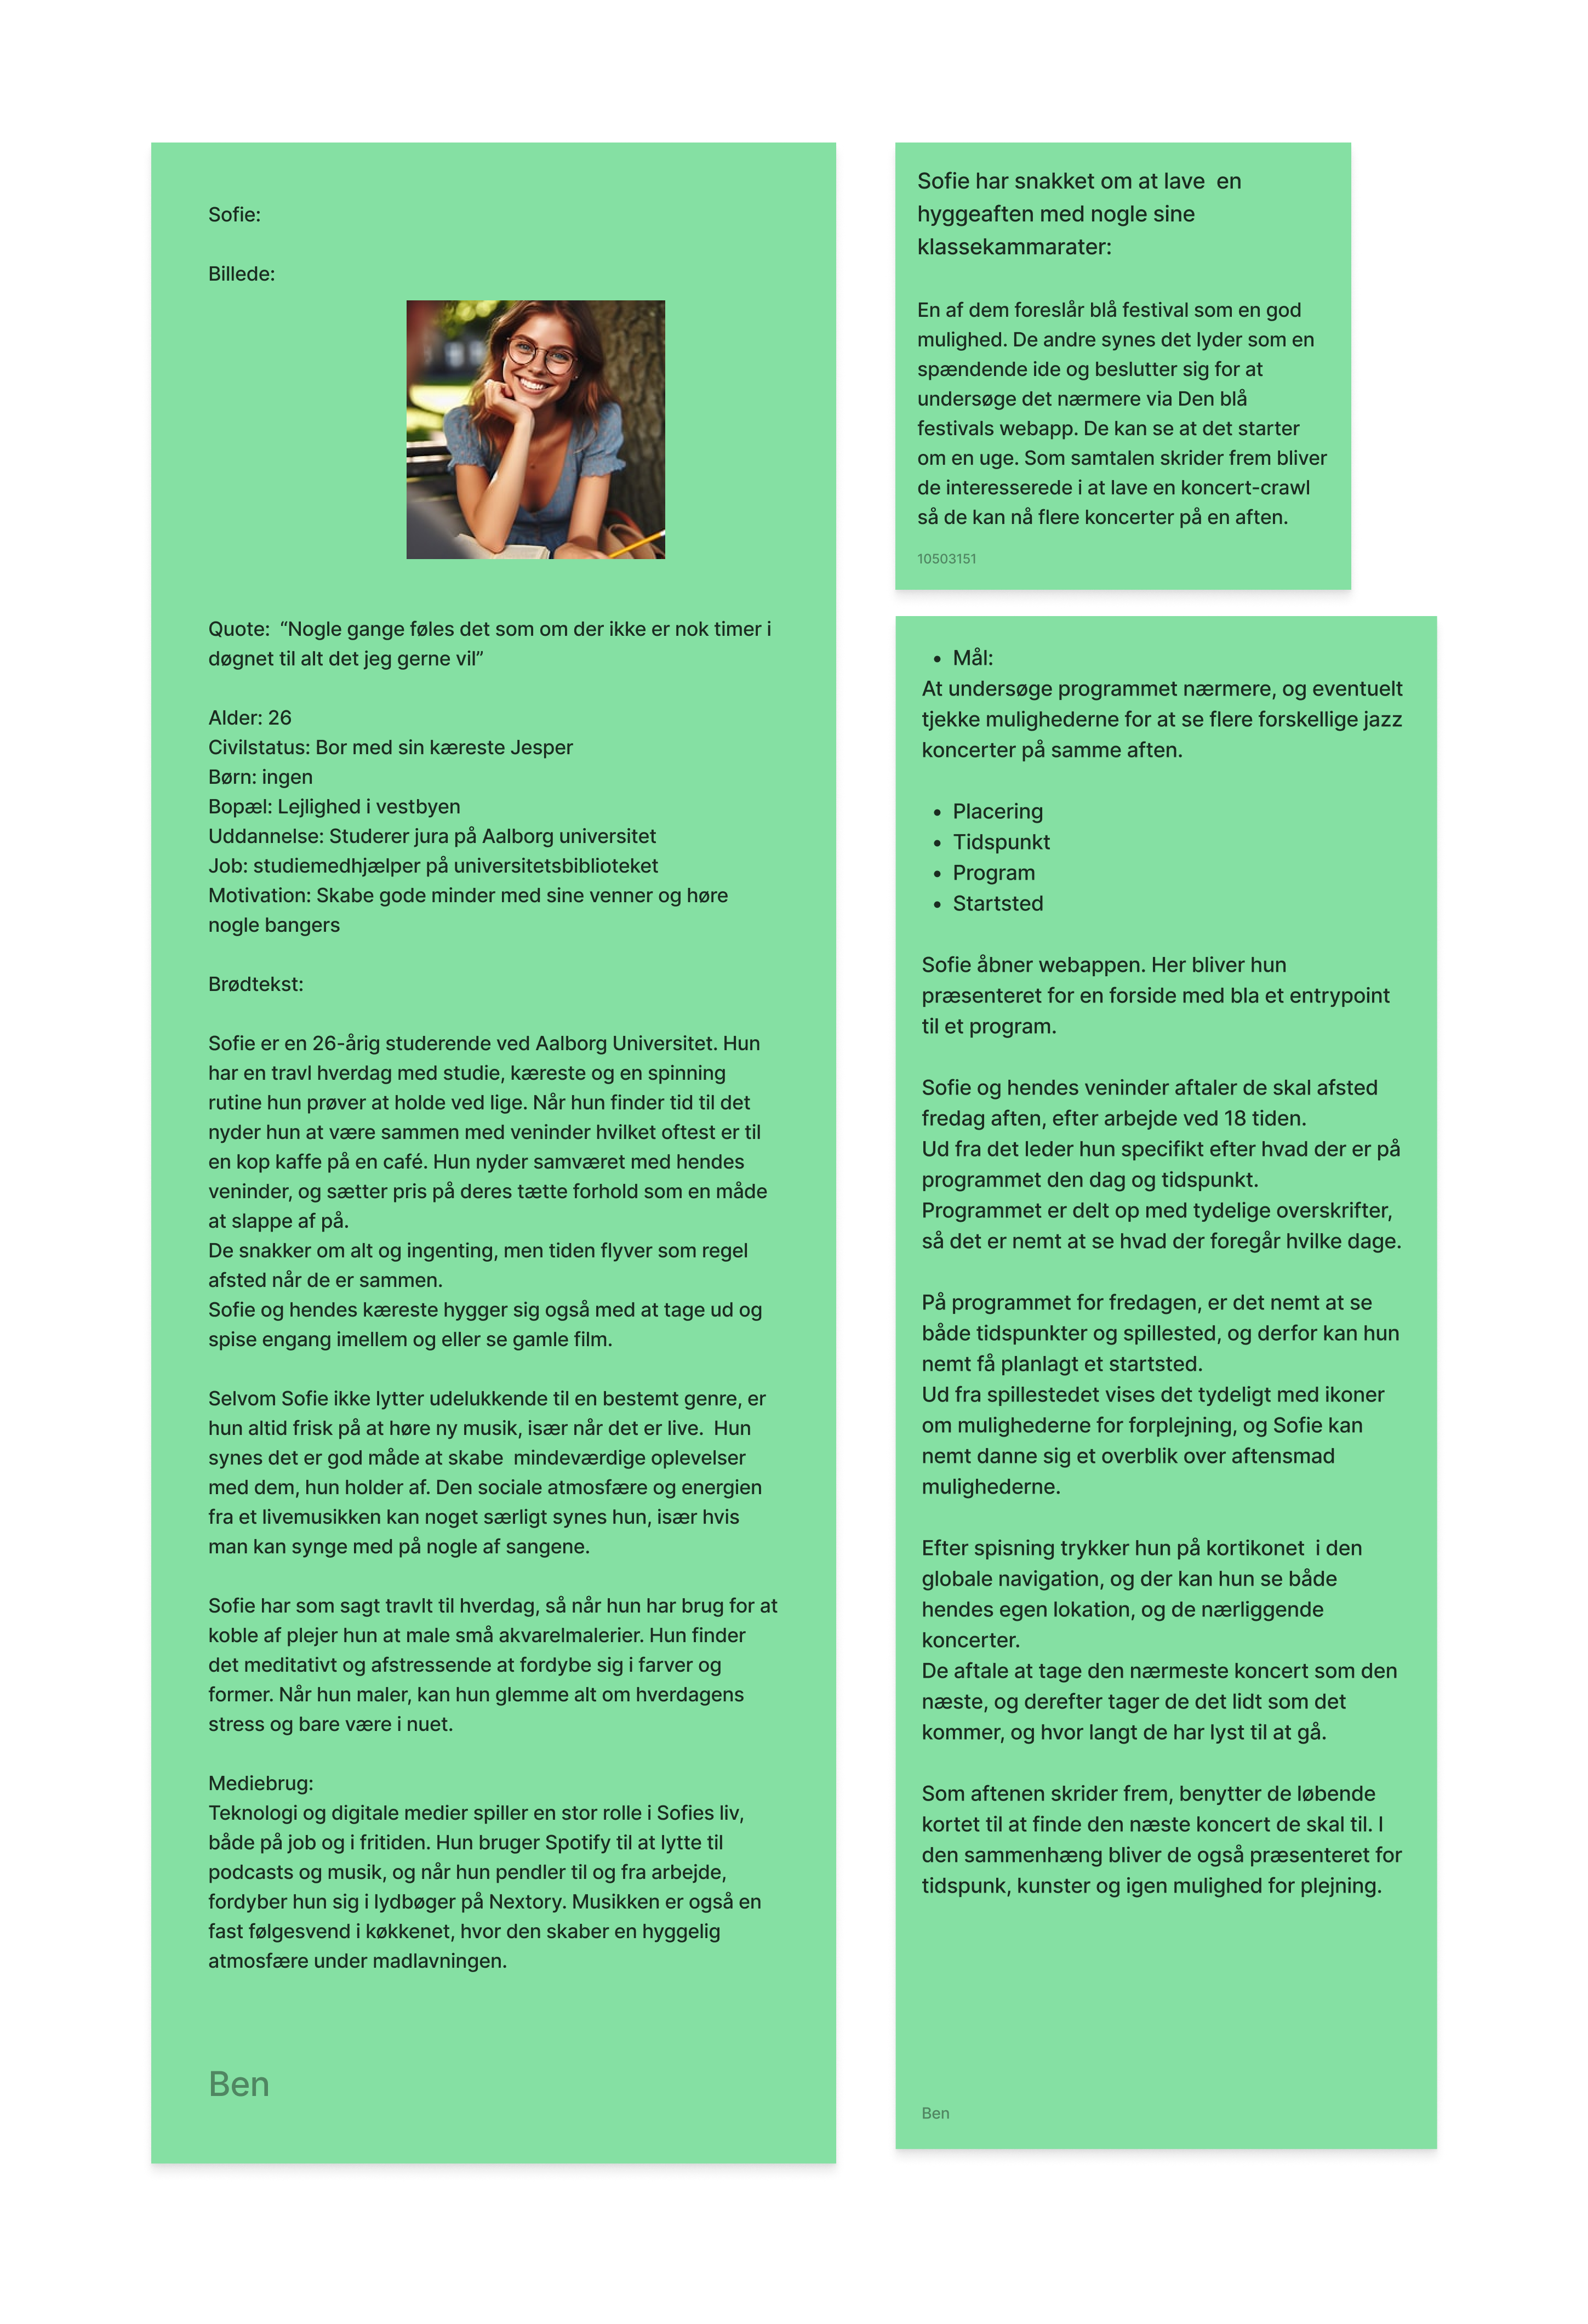 Sofie:
Billede:
Quote:  “Nogle gange føles det som om der ikke er nok timer i
døgnet til alt det jeg gerne vil”
Alder: 26
Civilstatus: Bor med sin kæreste Jesper
Børn: ingen
Bopæl: Lejlighed i vestbyen
Uddannelse: Studerer jura på Aalborg universitet
Job: studiemedhjælper på universitetsbiblioteket
Motivation: Skabe gode minder med sine venner og høre
nogle bangers
Brødtekst:
Sofie er en 26-årig studerende ved Aalborg Universitet. Hun
har en travl hverdag med studie, kæreste og en spinning
rutine hun prøver at holde ved lige. Når hun finder tid til det
nyder hun at være sammen med veninder hvilket oftest er til
en kop kaffe på en café. Hun nyder samværet med hendes
veninder, og sætter pris på deres tætte forhold som en måde
at slappe af på.
De snakker om alt og ingenting, men tiden flyver som regel
afsted når de er sammen.
Sofie og hendes kæreste hygger sig også med at tage ud og
spise engang imellem og eller se gamle film.
Selvom Sofie ikke lytter udelukkende til en bestemt genre, er
hun altid frisk på at høre ny musik, især når det er live.  Hun
synes det er god måde at skabe  mindeværdige oplevelser
med dem, hun holder af. Den sociale atmosfære og energien
fra et livemusikken kan noget særligt synes hun, især hvis
man kan synge med på nogle af sangene.
Sofie har som sagt travlt til hverdag, så når hun har brug for at
koble af plejer hun at male små akvarelmalerier. Hun finder
det meditativt og afstressende at fordybe sig i farver og
former. Når hun maler, kan hun glemme alt om hverdagens
stress og bare være i nuet.
Mediebrug:
Teknologi og digitale medier spiller en stor rolle i Sofies liv,
både på job og i fritiden. Hun bruger Spotify til at lytte til
podcasts og musik, og når hun pendler til og fra arbejde,
fordyber hun sig i lydbøger på Nextory. Musikken er også en
fast følgesvend i køkkenet, hvor den skaber en hyggelig
atmosfære under madlavningen.
Ben
Sofie har snakket om at lave  en
hyggeaften med nogle sine
klassekammarater:
En af dem foreslår blå festival som en god
mulighed. De andre synes det lyder som en
spændende ide og beslutter sig for at
undersøge det nærmere via Den blå
festivals webapp. De kan se at det starter
om en uge. Som samtalen skrider frem bliver
de interesserede i at lave en koncert-crawl
så de kan nå flere koncerter på en aften.
10503151
• Mål:
At undersøge programmet nærmere, og eventuelt
tjekke mulighederne for at se flere forskellige jazz
koncerter på samme aften.
• Placering
• Tidspunkt
• Program
• Startsted
Sofie åbner webappen. Her bliver hun
præsenteret for en forside med bla et entrypoint
til et program.
Sofie og hendes veninder aftaler de skal afsted
fredag aften, efter arbejde ved 18 tiden.
Ud fra det leder hun specifikt efter hvad der er på
programmet den dag og tidspunkt.
Programmet er delt op med tydelige overskrifter,
så det er nemt at se hvad der foregår hvilke dage.
På programmet for fredagen, er det nemt at se
både tidspunkter og spillested, og derfor kan hun
nemt få planlagt et startsted.
Ud fra spillestedet vises det tydeligt med ikoner
om mulighederne for forplejning, og Sofie kan
nemt danne sig et overblik over aftensmad
mulighederne.
Efter spisning trykker hun på kortikonet  i den
globale navigation, og der kan hun se både
hendes egen lokation, og de nærliggende
koncerter.
De aftale at tage den nærmeste koncert som den
næste, og derefter tager de det lidt som det
kommer, og hvor langt de har lyst til at gå.
Som aftenen skrider frem, benytter de løbende
kortet til at finde den næste koncert de skal til. I
den sammenhæng bliver de også præsenteret for
tidspunk, kunster og igen mulighed for plejning.
Ben